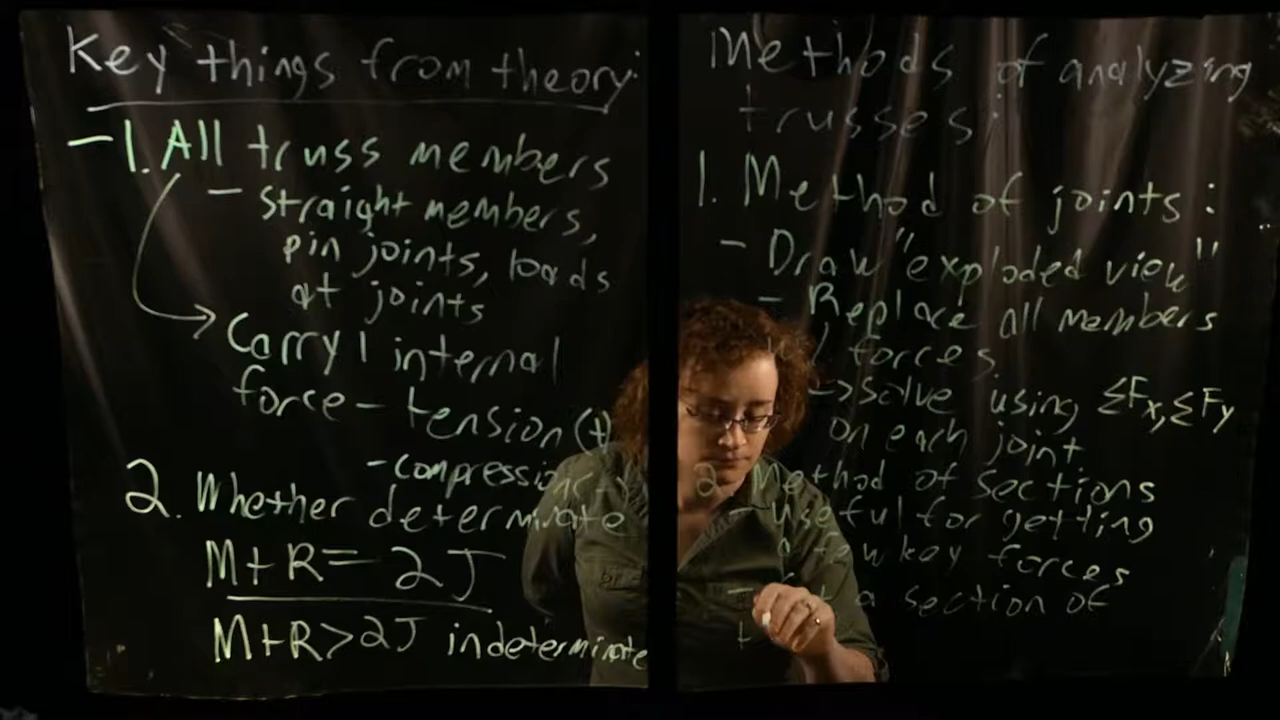 Key things from theory:
- 1. All truss members
- straight members,
pin joints, loads
at joints
Carry 1 internal
force - tension (+)
- compression
2. Whether determinate
M+R = 2J
M+R > 2J indeterminate
Methods of analyzing
trusses:
1. Method of joints:
- Draw "exploded view"
- Replace all members
w/ forces.
->solve using ΣFx, ΣFy
on each joint
2. Method of sections
- useful for getting
a few key forces
- a section of
t